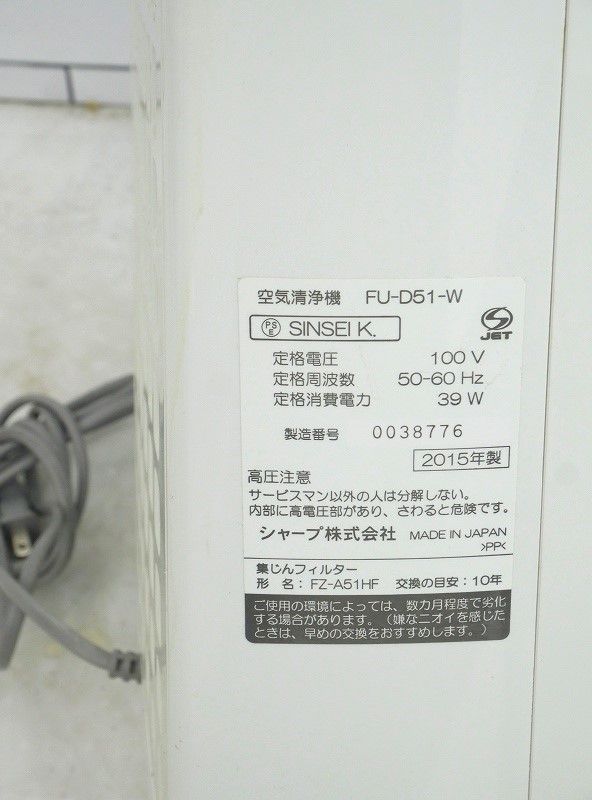 空気清浄機 FU-D51-W
PSE SINSEI K.
JET
定格電圧 100 V
定格周波数 50-60 Hz
定格消費電力 39 W
製造番号 0038776
2015年製
高圧注意
サービスマン以外の人は分解しない。
内部に高電圧部があり、さわると危険です。
シャープ株式会社 MADE IN JAPAN
>PP<
集じんフィルター
形 名：FZ-A51HF 交換の目安：10年
ご使用の環境によっては、数カ月程度で劣化
する場合があります。（嫌なニオイを感じた
ときは、早めの交換をおすすめします。）